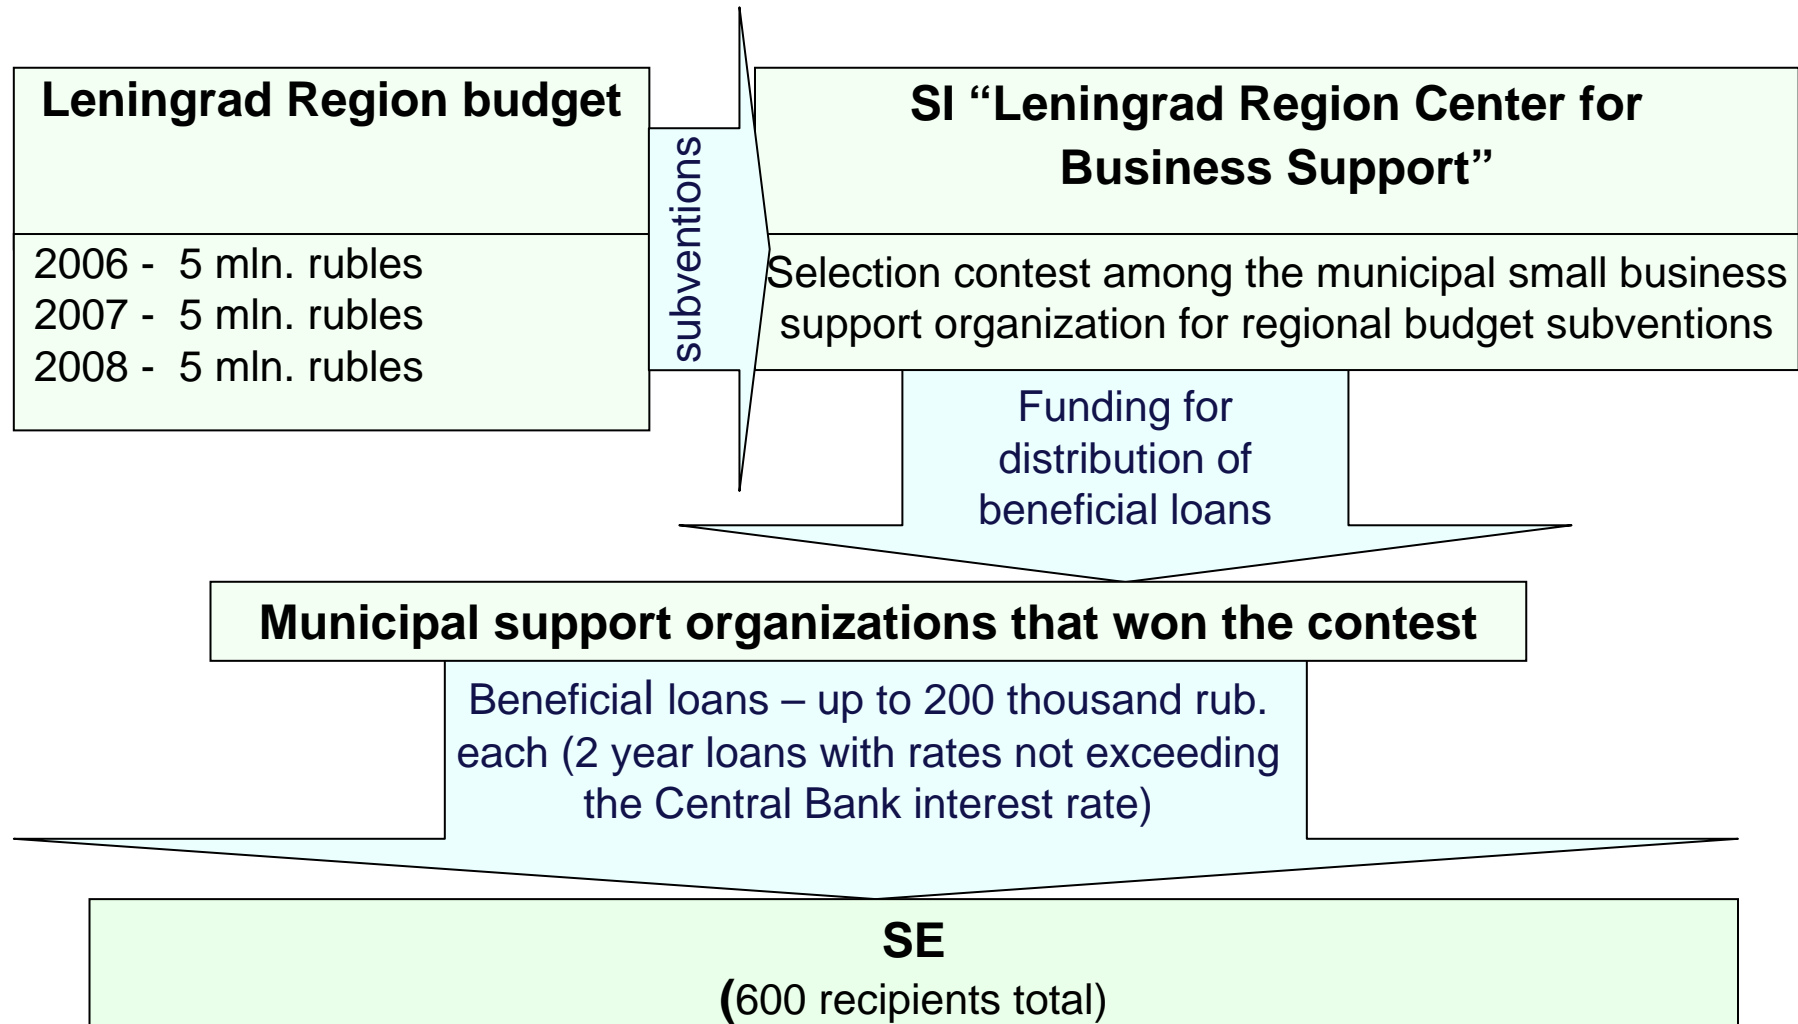 Leningrad Region budget
2006 - 5 mln. rubles
2007 - 5 mln. rubles
2008 - 5 mln. rubles
subventions
SI “Leningrad Region Center for
Business Support”
Selection contest among the municipal small business
support organization for regional budget subventions
Funding for
distribution of
beneficial loans
Municipal support organizations that won the contest
Beneficial loans – up to 200 thousand rub.
each (2 year loans with rates not exceeding
the Central Bank interest rate)
SE
(600 recipients total)